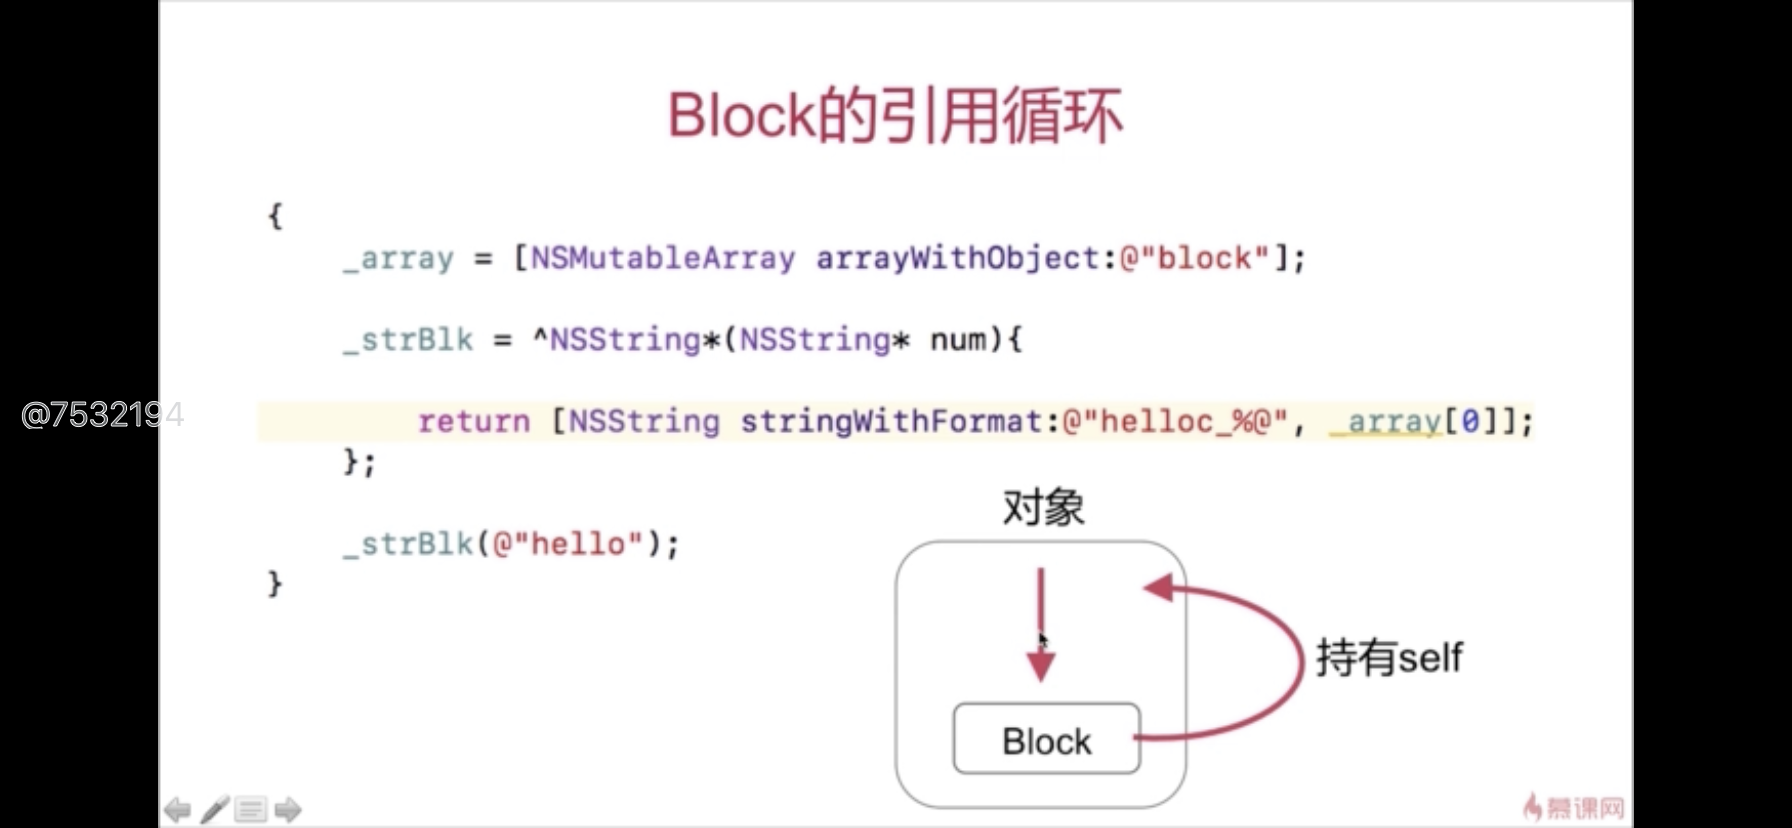 Block的引用循环
{
_array = [NSMutableArray arrayWithObject:@"block"];
_strBlk = ^NSString*(NSString* num){
return [NSString stringWithFormat:@"helloc_%@", _array[0]];
};
_strBlk(@"hello");
}
@7532194
对象
持有self
Block
慕课网